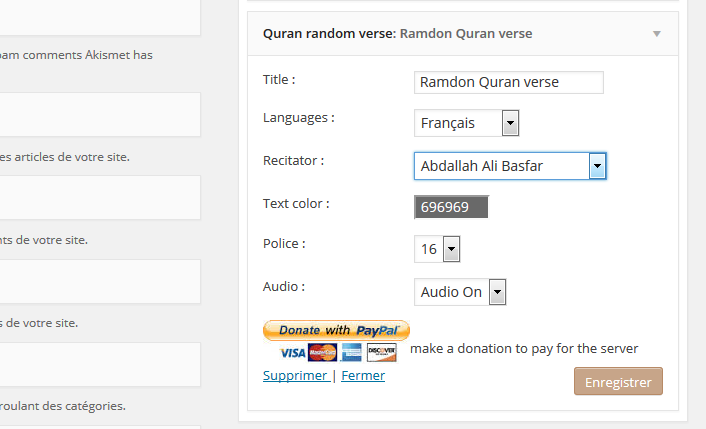 Quran random verse: Ramdon Quran verse
Title : Ramdon Quran verse
Languages : Français
Recitator : Abdallah Ali Basfar
Text color : 696969
Police : 16
Audio : Audio On
Donate with PayPal
VISA MasterCard DISCOVER
make a donation to pay for the server
Supprimer | Fermer
Enregistrer
am comments Akismet has
es articles de votre site.
nts de votre site.
s de votre site.
roulant des catégories.